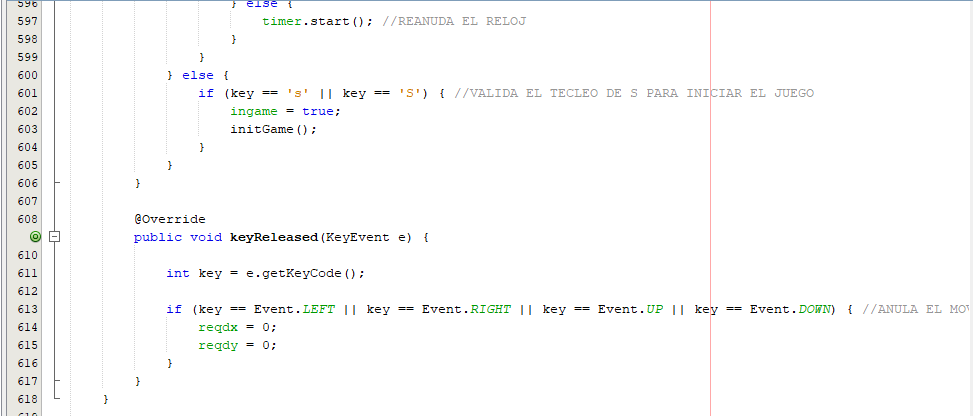 596 } else {
597 timer.start(); //REANUDA EL RELOJ
598 }
599 }
600 } else {
601 if (key == 's' || key == 'S') { //VALIDA EL TECLEO DE S PARA INICIAR EL JUEGO
602 ingame = true;
603 initGame();
604 }
605 }
606 }
607
608 @Override
public void keyReleased(KeyEvent e) {
610
611 int key = e.getKeyCode();
612
613 if (key == Event.LEFT || key == Event.RIGHT || key == Event.UP || key == Event.DOWN) { //ANULA EL MOV
614 reqdx = 0;
615 reqdy = 0;
616 }
617 }
618 }